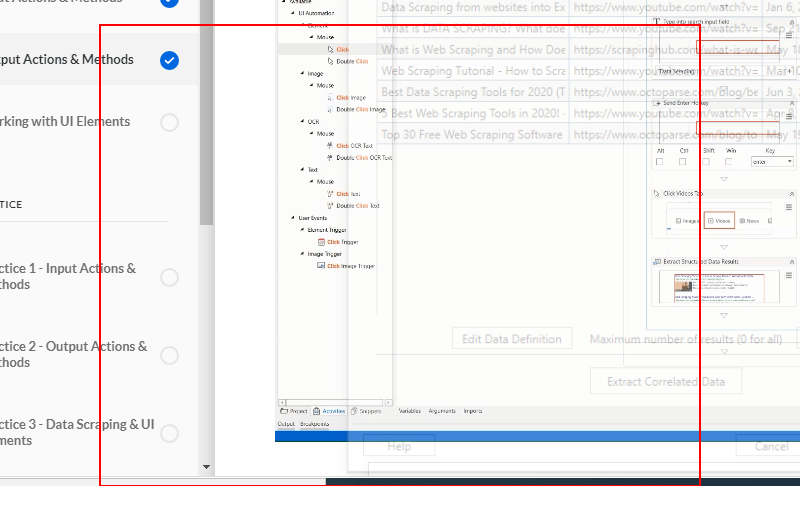 put Actions & Methods
rking with UI Elements
TICE
ctice 1 - Input Actions &
thods
ctice 2 - Output Actions &
thods
ctice 3 - Data Scraping & UI
ments
Available
UI Automation
Element
Mouse
Click
Double Click
Image
Mouse
Click Image
Double Click Image
OCR
Mouse
Click OCR Text
Double Click OCR Text
Text
Mouse
Click Text
Double Click Text
User Events
Element Trigger
Click Trigger
Image Trigger
Click Image Trigger
Project
Activities
Snippets
Output
Breakpoints
Variables
Arguments
Imports
Data Scraping from websites into Ex
https://www.youtube.com/watch?v=
Jan 6,
What is DATA SCRAPING? What doe
https://www.youtube.com/watch?v=
Sep 21
What is Web Scraping and How Doe
https://scrapinghub.com/what-is-we
May 18
Web Scraping Tutorial - How to Scra
https://www.youtube.com/watch?v=
Mar 10
Best Data Scraping Tools for 2020 (T
https://www.octoparse.com/blog/be
Jun 3,
5 Best Web Scraping Tools in 2020! -
https://www.youtube.com/watch?v=
Apr 17
Top 30 Free Web Scraping Software
https://www.octoparse.com/blog/to
May 19
Type into search input field
Data Scraping
Send Enter Hotkey
Alt
Ctrl
Shift
Win
Key
enter
Click Videos Tab
Images
Videos
News
Extract Structured Data Results
Edit Data Definition
Maximum number of results (0 for all)
Extract Correlated Data
Help
Cancel